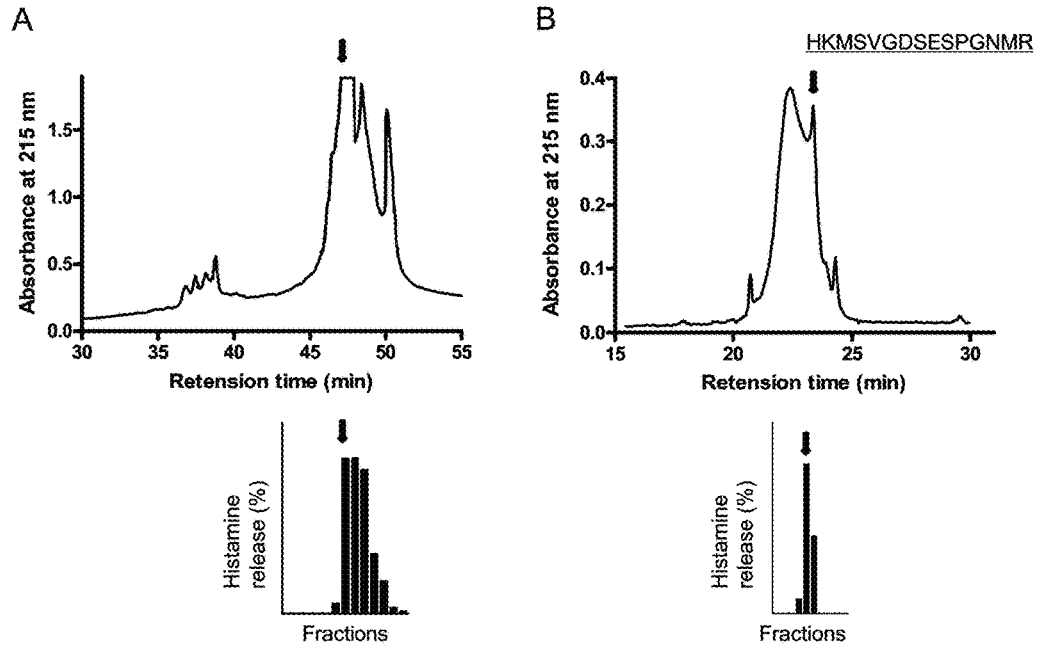 A
Absorbance at 215 nm
1.5
1.0
0.5
0.0
30 35 40 45 50 55
Retension time (min)
Histamine
release (%)
Fractions
B
HKMSVGDSESPGNMR
Absorbance at 215 nm
0.4
0.3
0.2
0.1
0.0
15 20 25 30
Retension time (min)
Histamine
release (%)
Fractions